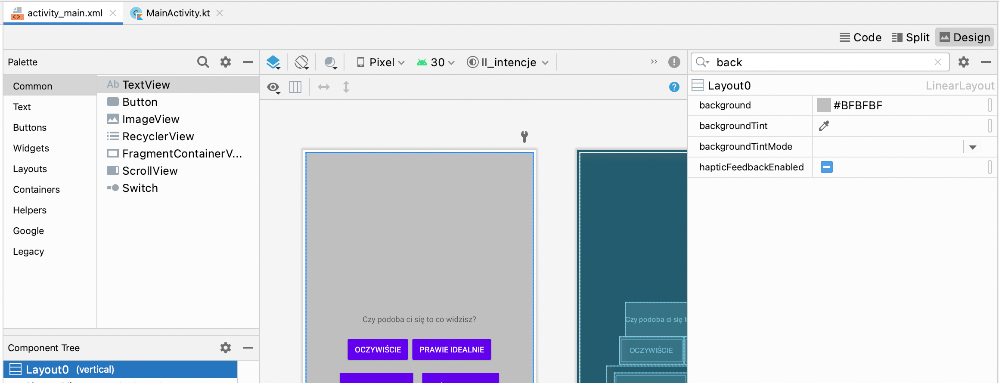 activity_main.xml
MainActivity.kt
Code
Split
Design
Palette
Pixel
30
II_intencje
back
Common
Text
Buttons
Widgets
Layouts
Containers
Helpers
Google
Legacy
Ab TextView
Button
ImageView
RecyclerView
FragmentContainerV...
ScrollView
Switch
Layout0
LinearLayout
background
#BFBFBF
backgroundTint
backgroundTintMode
hapticFeedbackEnabled
Czy podoba ci się to co widzisz?
OCZYWIŚCIE
PRAWIE IDEALNIE
Czy podoba ci się t
OCZYWIŚCIE
Component Tree
Layout0 (vertical)